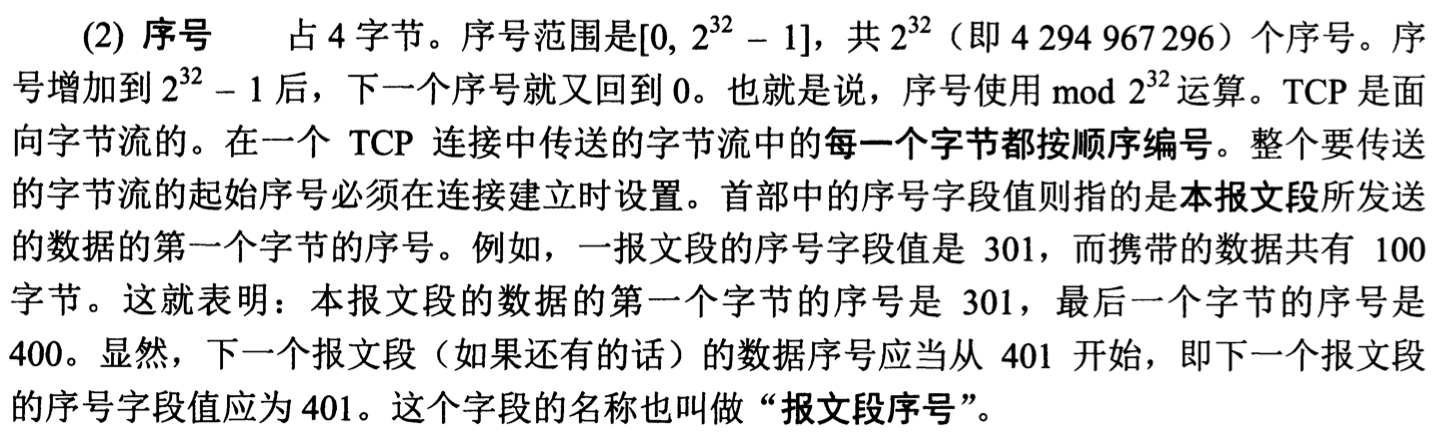 (2) 序号　　占 4 字节。序号范围是[0, 2³² – 1]，共 2³²（即 4 294 967 296）个序号。序
号增加到 2³² – 1 后，下一个序号就又回到 0。也就是说，序号使用 mod 2³² 运算。TCP 是面
向字节流的。在一个 TCP 连接中传送的字节流中的每一个字节都按顺序编号。整个要传送
的字节流的起始序号必须在连接建立时设置。首部中的序号字段值则指的是本报文段所发送
的数据的第一个字节的序号。例如，一报文段的序号字段值是 301，而携带的数据共有 100
字节。这就表明：本报文段的数据的第一个字节的序号是 301，最后一个字节的序号是
400。显然，下一个报文段（如果还有的话）的数据序号应当从 401 开始，即下一个报文段
的序号字段值应为 401。这个字段的名称也叫做“报文段序号”。